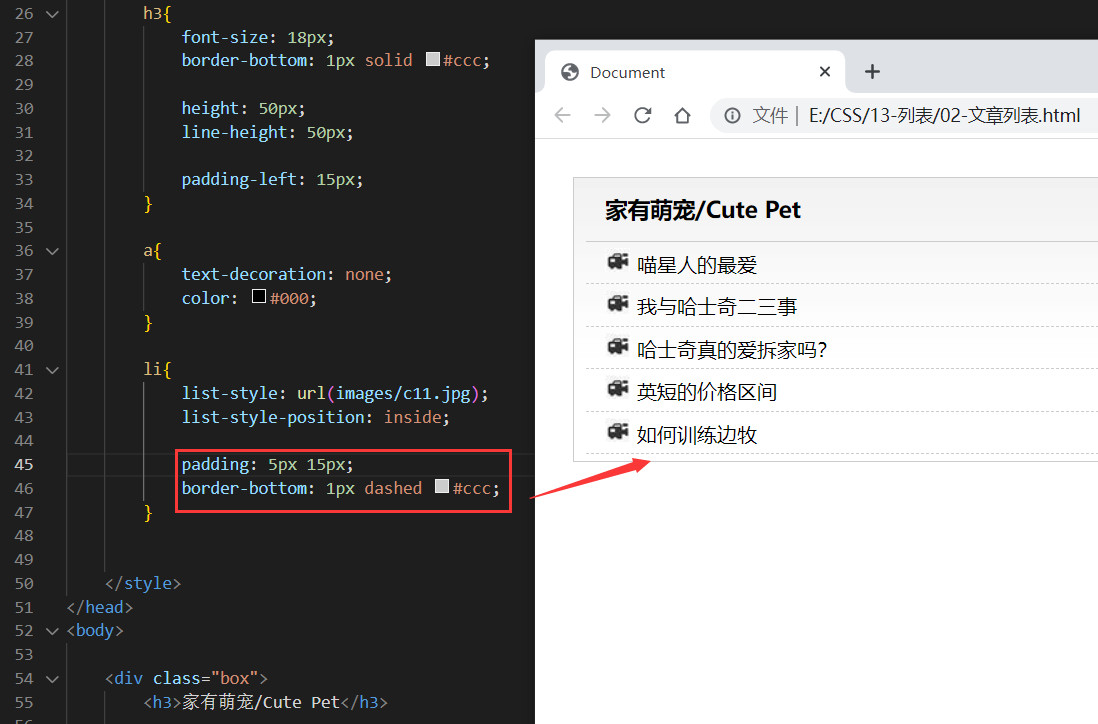 26 h3{
27 font-size: 18px;
28 border-bottom: 1px solid #ccc;
29
30 height: 50px;
31 line-height: 50px;
32
33 padding-left: 15px;
34 }
35
36 a{
37 text-decoration: none;
38 color: #000;
39 }
40
41 li{
42 list-style: url(images/c11.jpg);
43 list-style-position: inside;
44
45 padding: 5px 15px;
46 border-bottom: 1px dashed #ccc;
47 }
48
49
50 </style>
51 </head>
52 <body>
53
54 <div class="box">
55 <h3>家有萌宠/Cute Pet</h3>
Document
文件 | E:/CSS/13-列表/02-文章列表.html
家有萌宠/Cute Pet
喵星人的最爱
我与哈士奇二三事
哈士奇真的爱拆家吗?
英短的价格区间
如何训练边牧